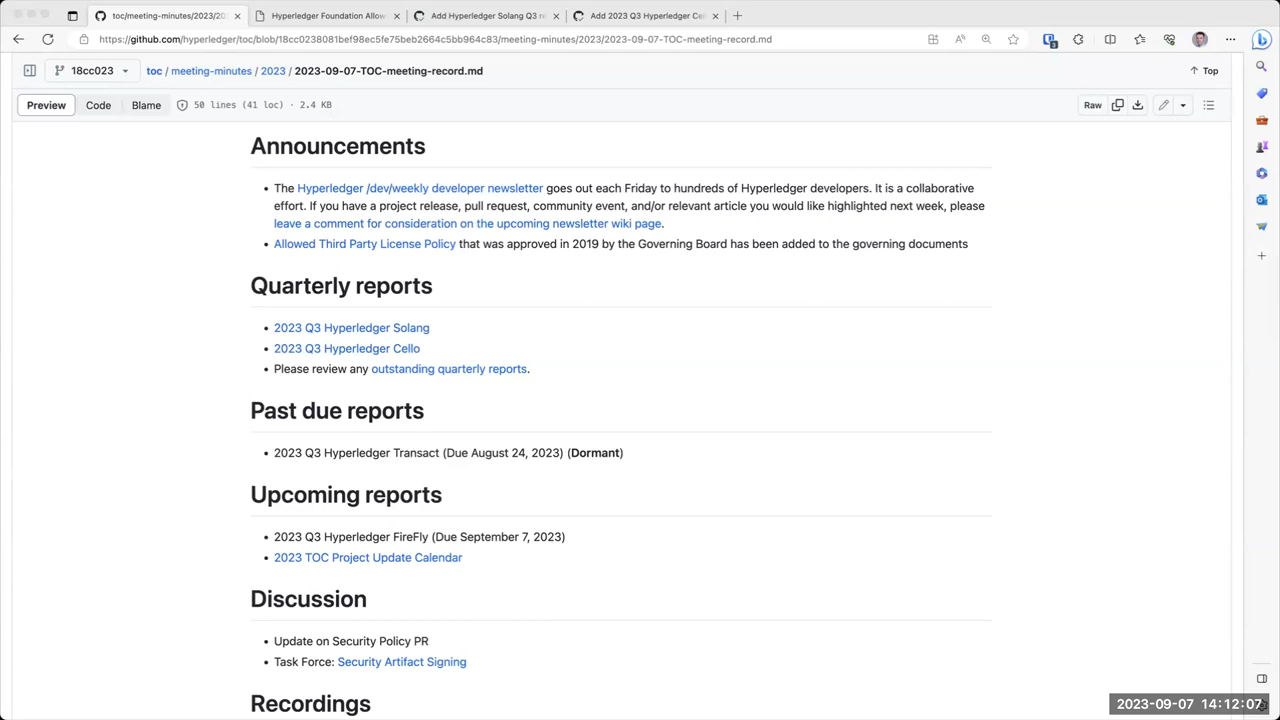 toc/meeting-minutes/2023/202
Hyperledger Foundation Allow
Add Hyperledger Solang Q3 re
Add 2023 Q3 Hyperledger Cel
https://github.com/hyperledger/toc/blob/18cc0238081bef98ec5fe75beb2664c5bb964c83/meeting-minutes/2023/2023-09-07-TOC-meeting-record.md
18cc023
toc / meeting-minutes / 2023 / 2023-09-07-TOC-meeting-record.md
Top
Preview Code Blame 50 lines (41 loc) · 2.4 KB
Raw
Announcements
• The Hyperledger /dev/weekly developer newsletter goes out each Friday to hundreds of Hyperledger developers. It is a collaborative
effort. If you have a project release, pull request, community event, and/or relevant article you would like highlighted next week, please
leave a comment for consideration on the upcoming newsletter wiki page.
• Allowed Third Party License Policy that was approved in 2019 by the Governing Board has been added to the governing documents
Quarterly reports
• 2023 Q3 Hyperledger Solang
• 2023 Q3 Hyperledger Cello
• Please review any outstanding quarterly reports.
Past due reports
• 2023 Q3 Hyperledger Transact (Due August 24, 2023) (Dormant)
Upcoming reports
• 2023 Q3 Hyperledger FireFly (Due September 7, 2023)
• 2023 TOC Project Update Calendar
Discussion
• Update on Security Policy PR
• Task Force: Security Artifact Signing
Recordings
2023-09-07 14:12:07